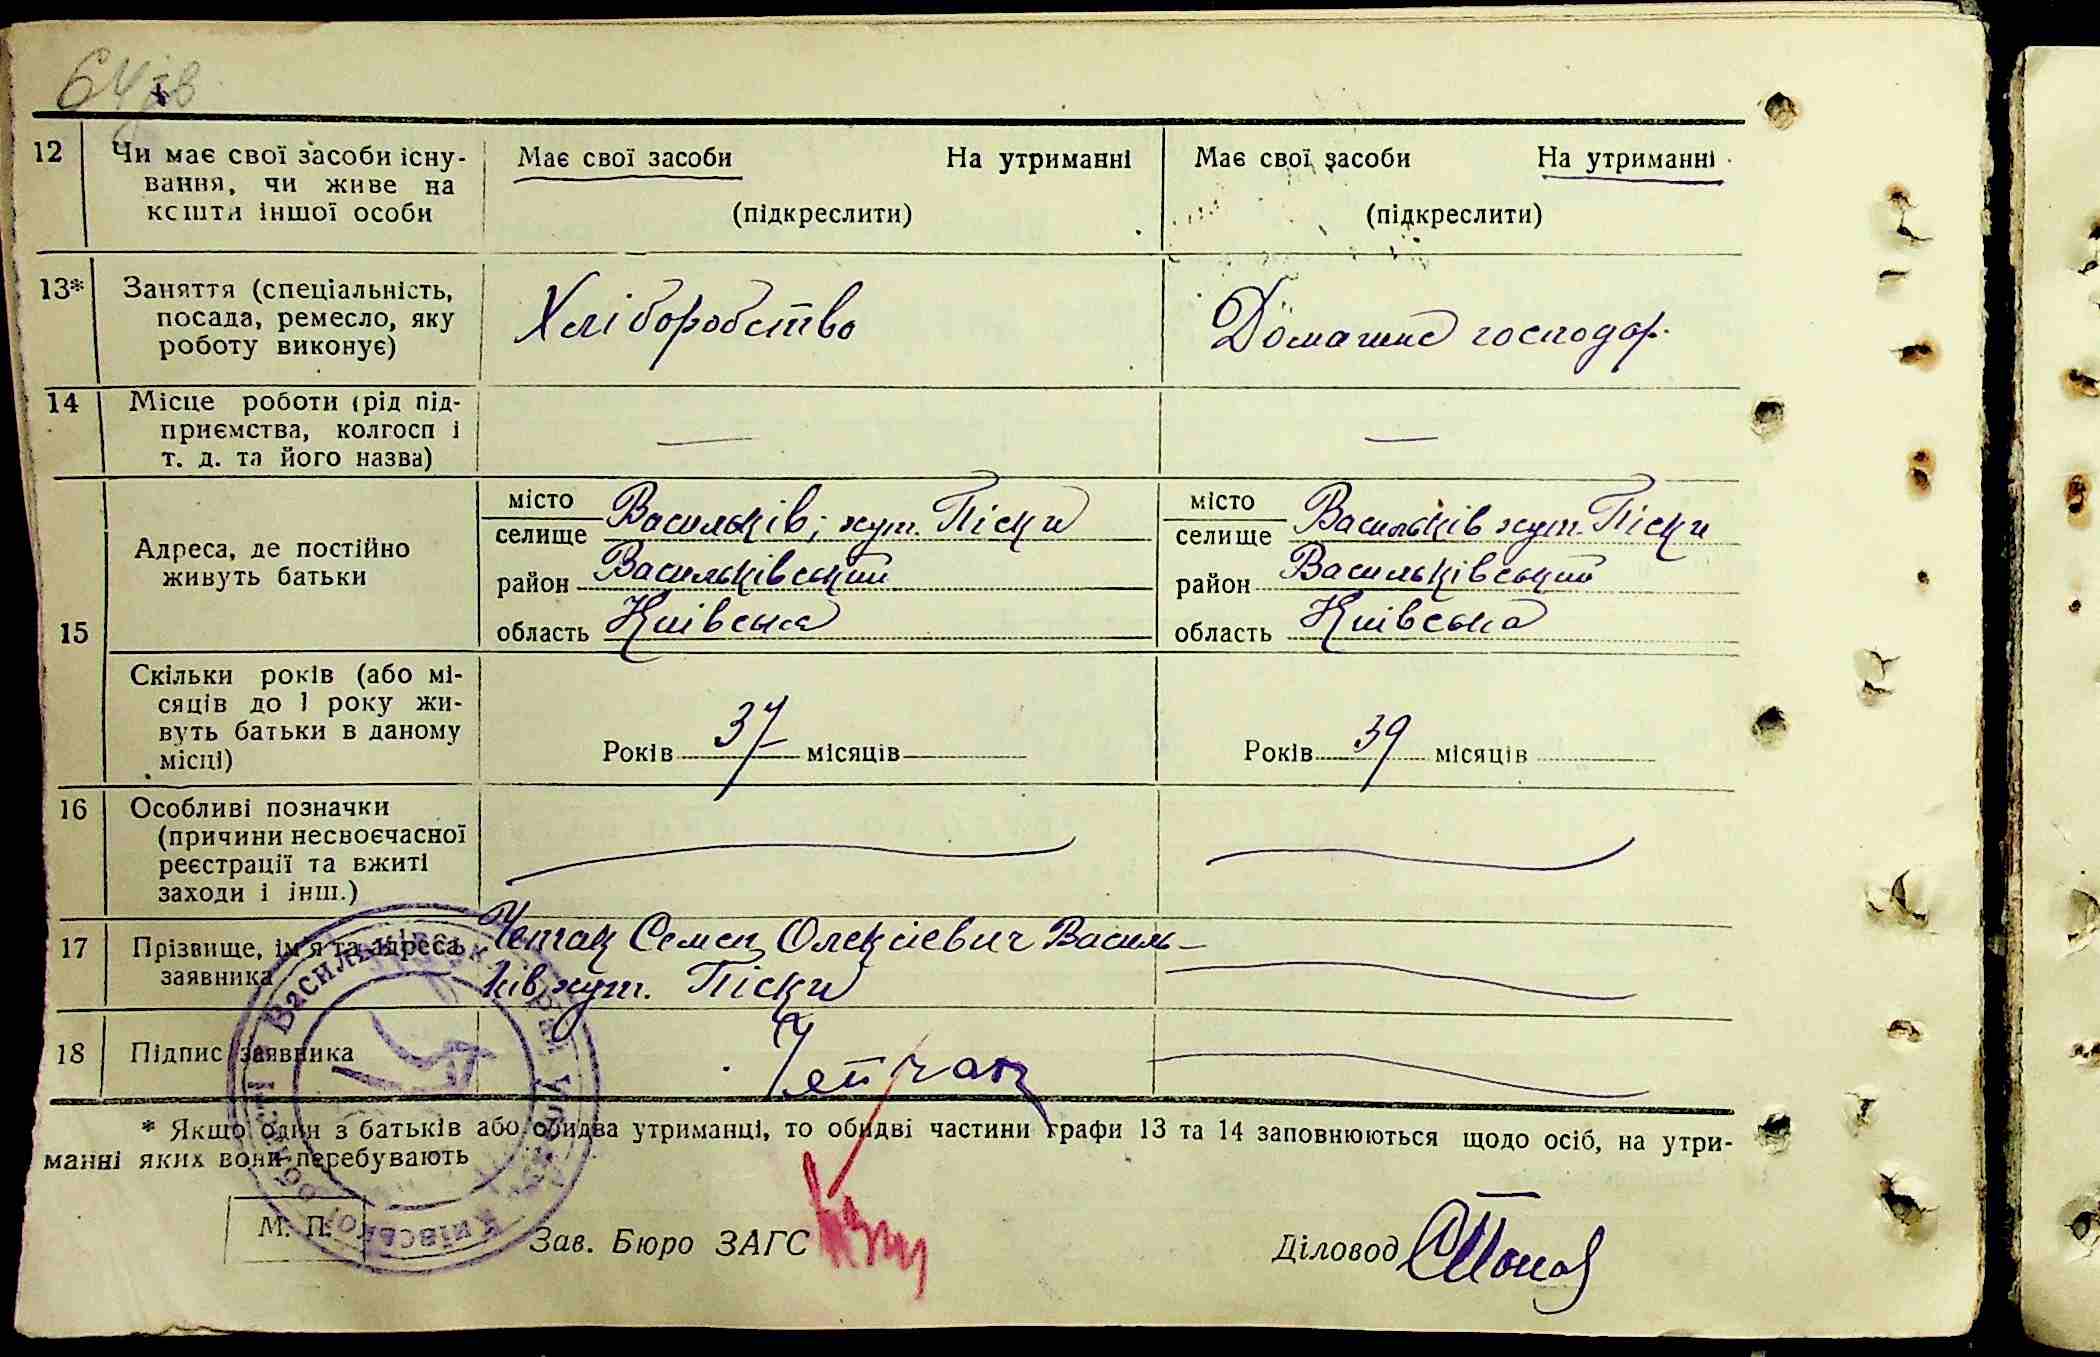 64 зв
12 Чи має свої засоби існу- Має свої засоби На утриманні Має свої засоби На утриманні
вання, чи живе на
кошти іншої особи (підкреслити) (підкреслити)
13* Заняття (спеціальність,
посада, ремесло, яку Хліборобство Домашнє господар.
роботу виконує)
14 Місце роботи (рід під-
приємства, колгосп і — —
т. д. та його назва)
місто місто
селище Васильків, хут. Піски селище Васильків хут. Піски
Адреса, де постійно
живуть батьки район Васильківський район Васильківський
15 область Київська область Київська
Скільки років (або мі-
сяців до 1 року жи-
вуть батьки в даному
місці) Років 37 місяців Років 39 місяців
16 Особливі позначки
(причини несвоєчасної
реєстрації та вжиті
заходи і інш.)
17 Прізвище, ім'я та адреса Семен Олексієвич Василь-
заявника ків хут. Піски
18 Підпис заявника
* Якщо один з батьків або обидва утриманці, то обидві частини графи 13 та 14 заповнюються щодо осіб, на утри-
манні яких вони перебувають
М. П. Зав. Бюро ЗАГС Діловод
Васильківськ. Київської області